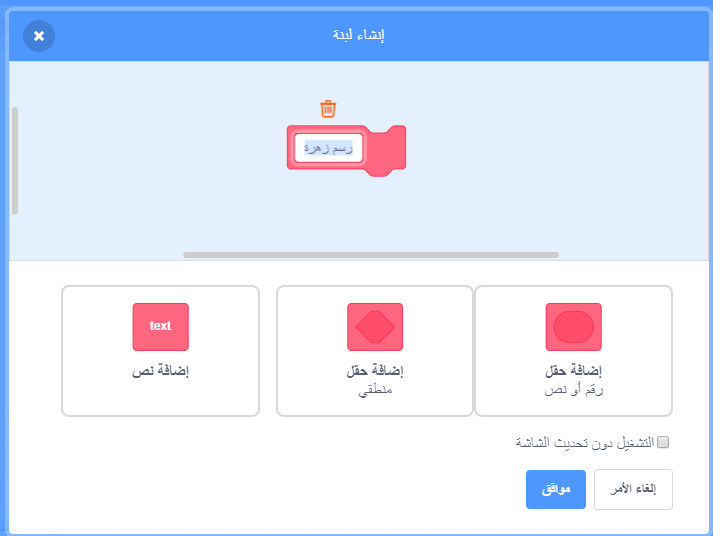 إنشاء لبنة
رسم زهرة
إضافة حقل
رقم أو نص
إضافة حقل
منطقي
text
إضافة نص
التشغيل دون تحديث الشاشة
إلغاء الأمر
موافق